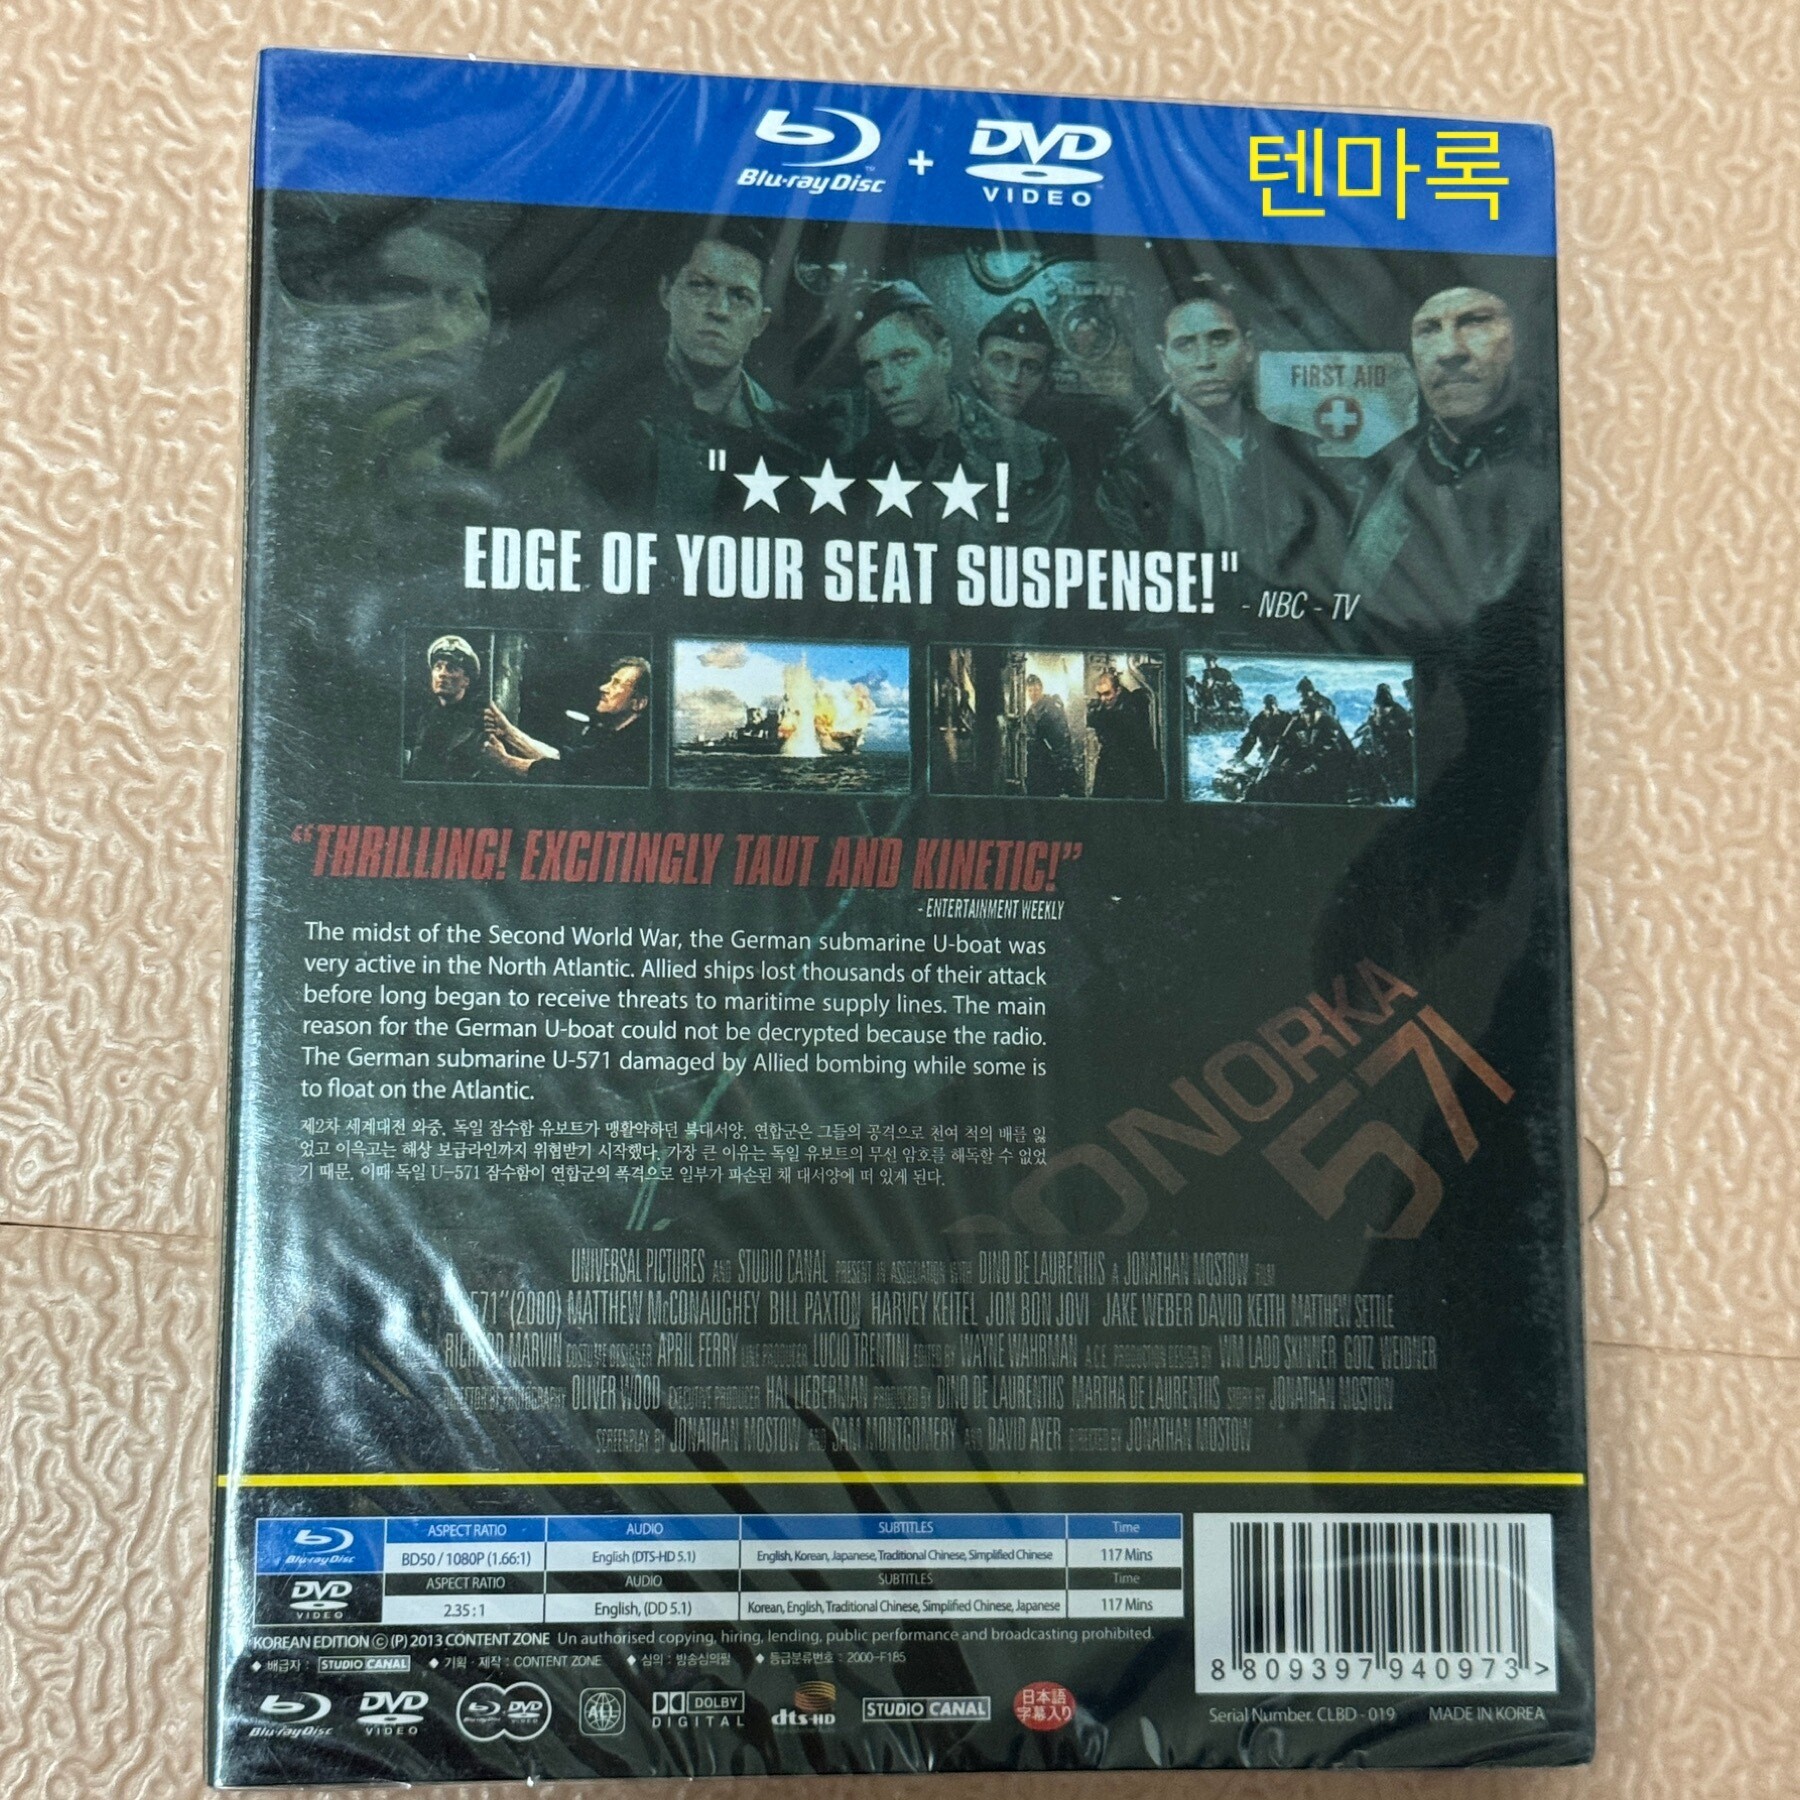 Blu-ray Disc + DVD VIDEO
텐마록
FIRST AID
"★★★★!
EDGE OF YOUR SEAT SUSPENSE!" - NBC - TV
“THRILLING! EXCITINGLY TAUT AND KINETIC!”
- ENTERTAINMENT WEEKLY
The midst of the Second World War, the German submarine U-boat was
very active in the North Atlantic. Allied ships lost thousands of their attack
before long began to receive threats to maritime supply lines. The main
reason for the German U-boat could not be decrypted because the radio.
The German submarine U-571 damaged by Allied bombing while some is
to float on the Atlantic.
제2차 세계대전 와중, 독일 잠수함 유보트가 맹활약하던 북대서양. 연합군은 그들의 공격으로 천여 척의 배를 잃
었고 이윽고는 해상 보급라인까지 위협받기 시작했다. 가장 큰 이유는 독일 유보트의 무선 암호를 해독할 수 없었
기 때문. 이때 독일 U-571 잠수함이 연합군의 폭격으로 일부가 파손된 채 대서양에 떠 있게 된다.
UNIVERSAL PICTURES AND STUDIO CANAL PRESENT IN ASSOCIATION WITH DINO DE LAURENTIIS A JONATHAN MOSTOW FILM
571” (2000) MATTHEW McCONAUGHEY BILL PAXTON HARVEY KEITEL JON BON JOVI JAKE WEBER DAVID KEITH MATTHEW SETTLE
RICHARD MARVIN COSTUME DESIGNER APRIL FERRY LINE PRODUCER LUCIO TRENTINI EDITED BY WAYNE WAHRMAN A.C.E. PRODUCTION DESIGN BY WM LADD SKINNER GOTZ WEIDNER
DIRECTOR OF PHOTOGRAPHY OLIVER WOOD EXECUTIVE PRODUCER HAL LIEBERMAN PRODUCED BY DINO DE LAURENTIIS MARTHA DE LAURENTIIS STORY BY JONATHAN MOSTOW
SCREENPLAY BY JONATHAN MOSTOW AND SAM MONTGOMERY AND DAVID AYER DIRECTED BY JONATHAN MOSTOW
Blu-ray Disc ASPECT RATIO AUDIO SUBTITLES Time
BD50 / 1080P (1.66:1) English (DTS-HD 5.1) English, Korean, Japanese, Traditional Chinese, Simplified Chinese 117 Mins
DVD VIDEO ASPECT RATIO AUDIO SUBTITLES Time
2.35 : 1 English, (DD 5.1) Korean, English, Traditional Chinese, Simplified Chinese, Japanese 117 Mins
KOREAN EDITION ⓒ (P) 2013 CONTENT ZONE Un authorised copying, hiring, lending, public performance and broadcasting prohibited.
◆ 배급자 : STUDIO CANAL ◆ 기획 · 제작 : CONTENT ZONE ◆ 심의 : 방송심의필 ◆ 등급분류번호 : 2000-F185
8 809397 940973 >
Serial Number. CLBD - 019 MADE IN KOREA
Blu-ray Disc DVD VIDEO Blu-ray Disc DVD VIDEO ALL DOLBY DIGITAL dts-HD STUDIO CANAL 日本語
字幕入り